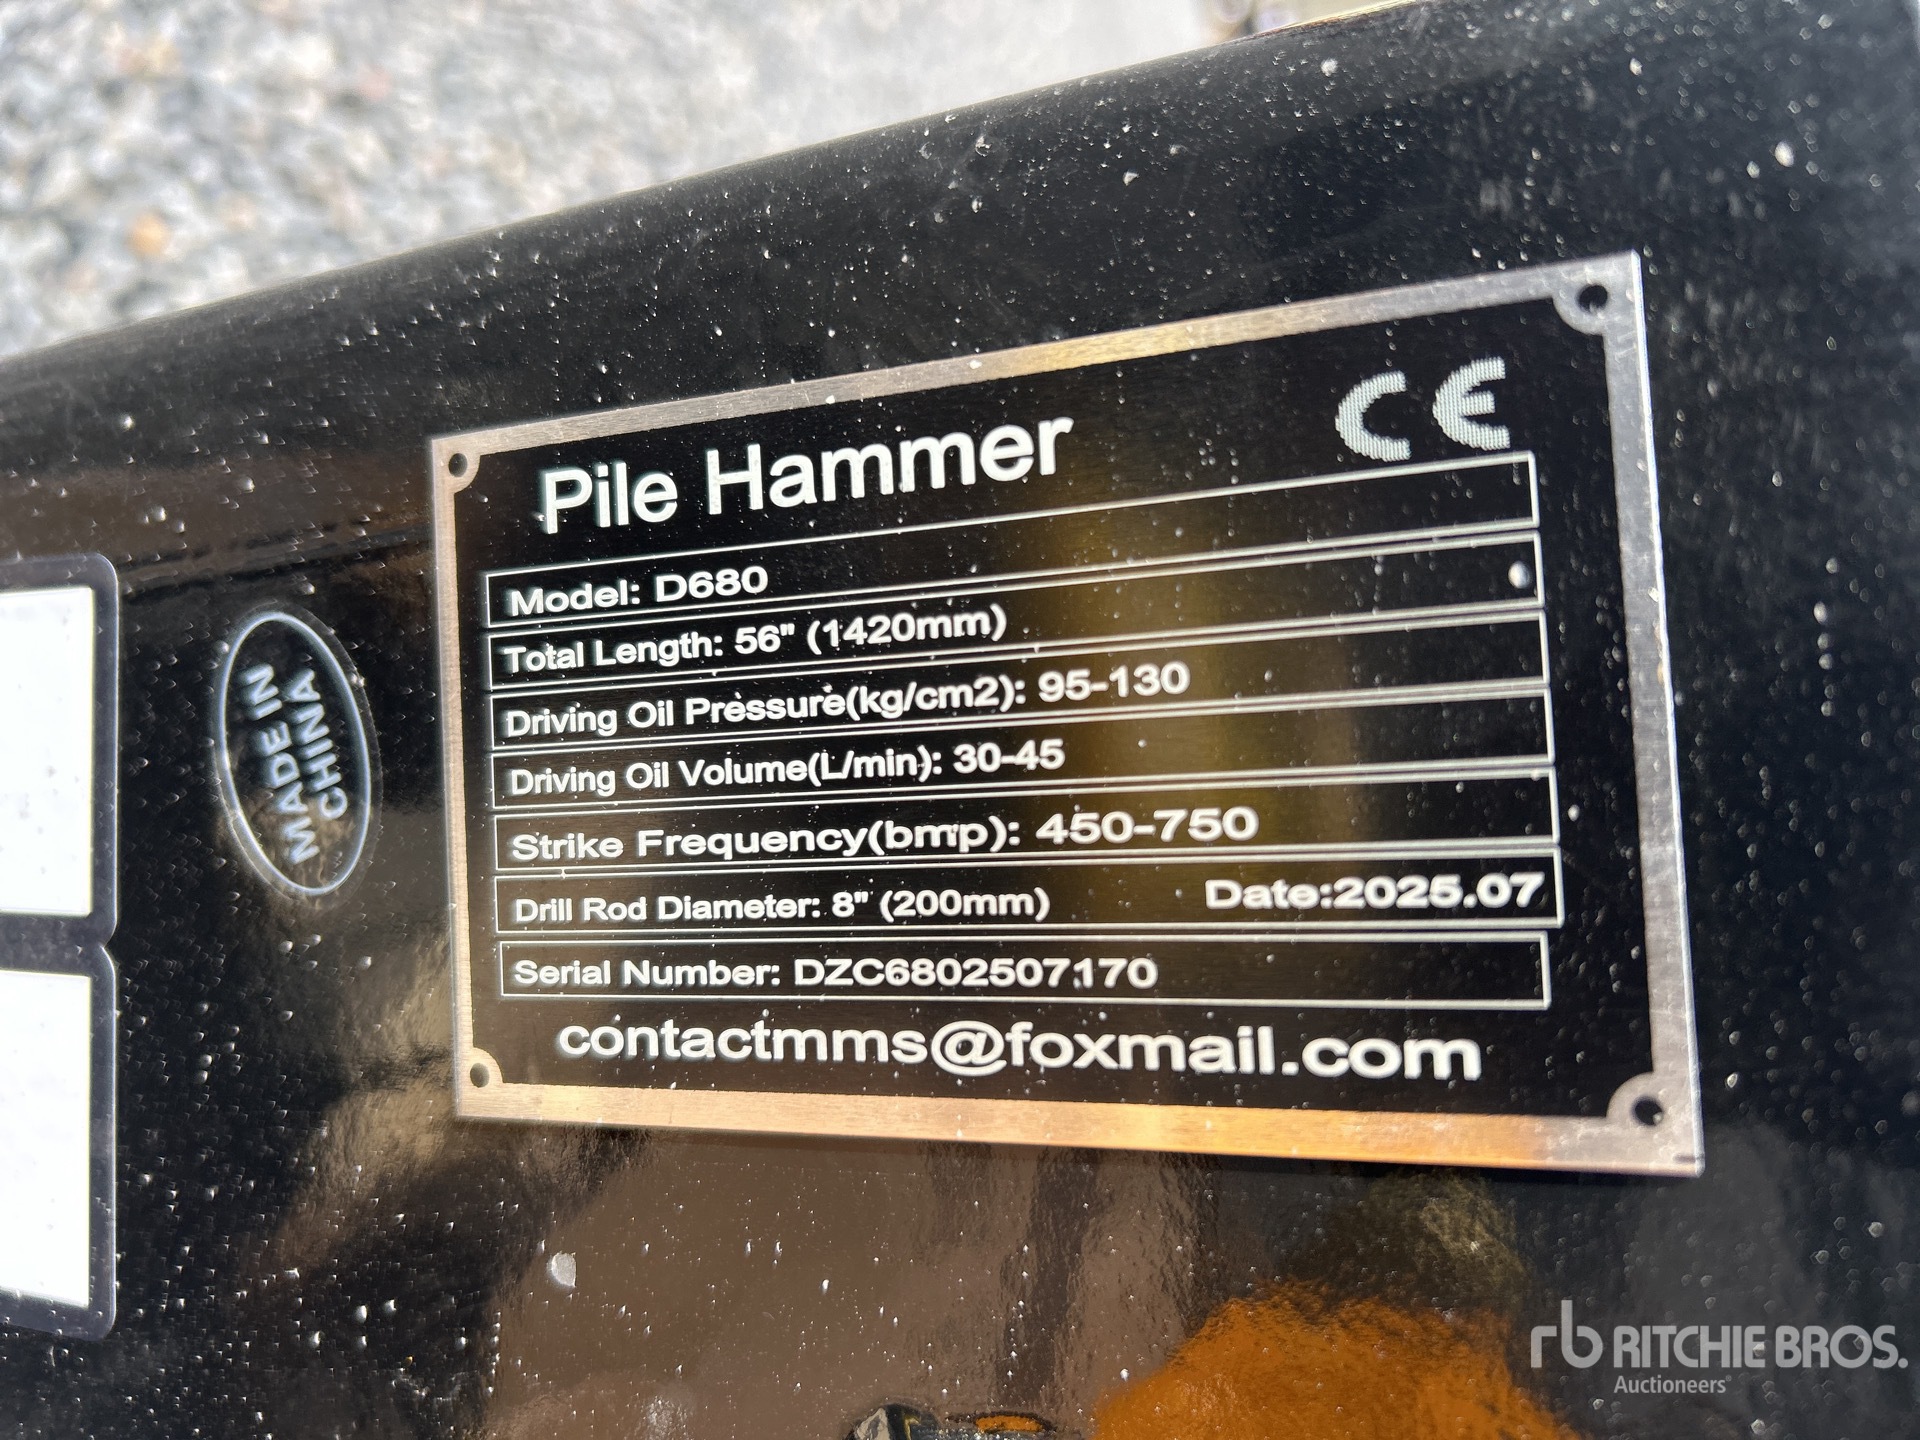 Pile Hammer
CE
Model: D680
Total Length: 56" (1420mm)
Driving Oil Pressure(kg/cm2): 95-130
Driving Oil Volume(L/min): 30-45
Strike Frequency(bmp): 450-750
Drill Rod Diameter: 8" (200mm) Date:2025.07
Serial Number: DZC6802507170
contactmms@foxmail.com
MADE IN
CHINA
rb RITCHIE BROS.
Auctioneers